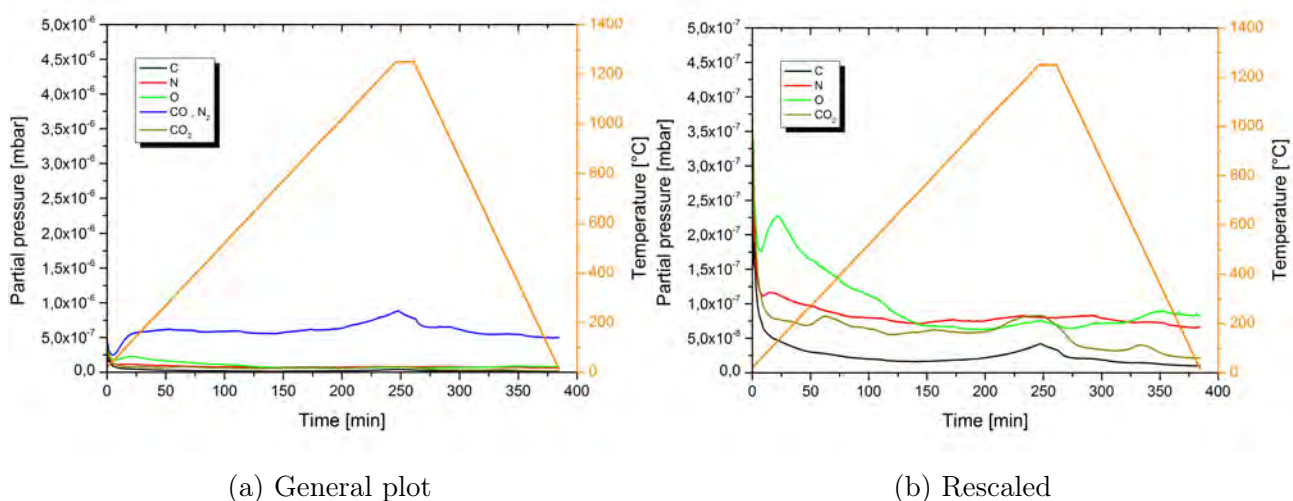 5,0x10⁻⁶
4,5x10⁻⁶
4,0x10⁻⁶
3,5x10⁻⁶
3,0x10⁻⁶
2,5x10⁻⁶
2,0x10⁻⁶
1,5x10⁻⁶
1,0x10⁻⁶
5,0x10⁻⁷
0,0
Partial pressure [mbar]
C
N
O
CO , N₂
CO₂
1400
1200
1000
800
600
400
200
0
Temperature [°C]
0 50 100 150 200 250 300 350 400
Time [min]
(a) General plot
5,0x10⁻⁷
4,5x10⁻⁷
4,0x10⁻⁷
3,5x10⁻⁷
3,0x10⁻⁷
2,5x10⁻⁷
2,0x10⁻⁷
1,5x10⁻⁷
1,0x10⁻⁷
5,0x10⁻⁸
0,0
Partial pressure [mbar]
C
N
O
CO₂
1400
1200
1000
800
600
400
200
0
Temperature [°C]
0 50 100 150 200 250 300 350 400
Time [min]
(b) Rescaled